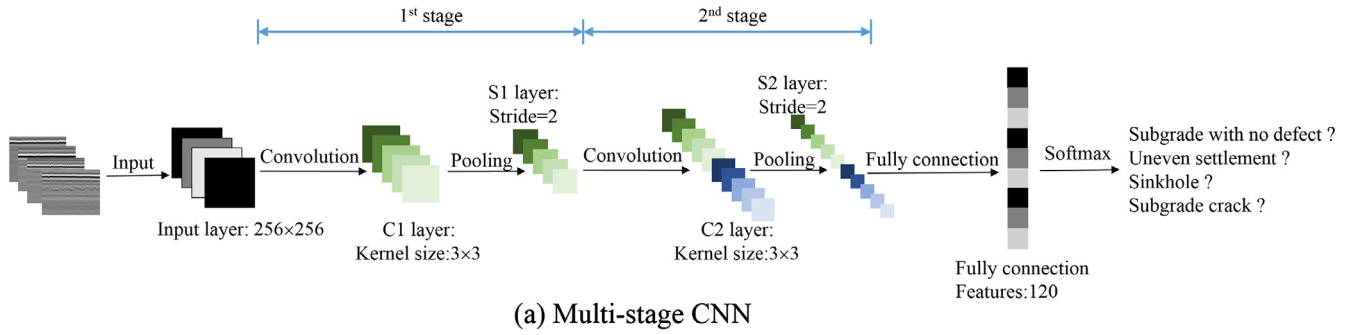 1st stage
2nd stage
S1 layer:
Stride=2
S2 layer:
Stride=2
Input
Convolution
Pooling
Convolution
Pooling
Fully connection
Softmax
Subgrade with no defect ?
Uneven settlement ?
Sinkhole ?
Subgrade crack ?
Input layer: 256×256
C1 layer:
Kernel size:3×3
C2 layer:
Kernel size:3×3
Fully connection
Features:120
(a) Multi-stage CNN